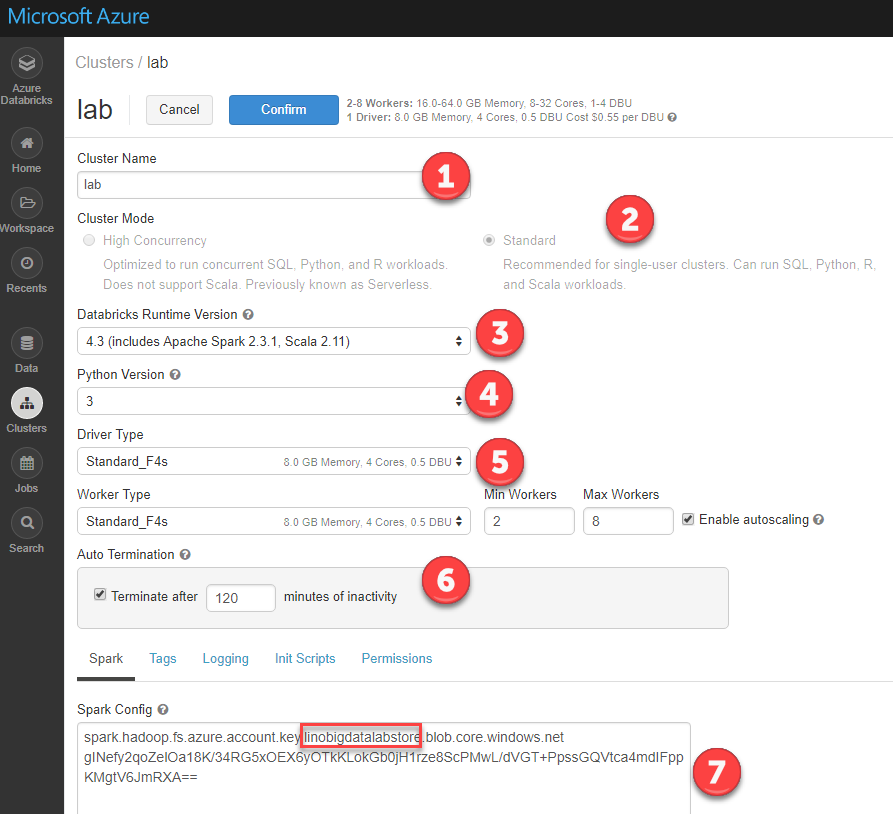 Microsoft Azure
Azure
Databricks
Home
Workspace
Recents
Data
Clusters
Jobs
Search
Clusters / lab
lab
Cancel
Confirm
2-8 Workers: 16.0-64.0 GB Memory, 8-32 Cores, 1-4 DBU
1 Driver: 8.0 GB Memory, 4 Cores, 0.5 DBU Cost $0.55 per DBU ?
Cluster Name
lab
1
Cluster Mode
2
High Concurrency
Optimized to run concurrent SQL, Python, and R workloads.
Does not support Scala. Previously known as Serverless.
Standard
Recommended for single-user clusters. Can run SQL, Python, R,
and Scala workloads.
Databricks Runtime Version ?
4.3 (includes Apache Spark 2.3.1, Scala 2.11)
3
Python Version ?
3
4
Driver Type
Standard_F4s 8.0 GB Memory, 4 Cores, 0.5 DBU
5
Worker Type Min Workers Max Workers
Standard_F4s 8.0 GB Memory, 4 Cores, 0.5 DBU 2 8 Enable autoscaling ?
Auto Termination ?
Terminate after 120 minutes of inactivity
6
Spark Tags Logging Init Scripts Permissions
Spark Config ?
spark.hadoop.fs.azure.account.key.linobigdatalabstore.blob.core.windows.net
gINefy2qoZelOa18K/34RG5xOEX6yOTkKLokGb0jH1rze8ScPMwL/dVGT+PpssGQVtca4mdIFpp
KMgtV6JmRXA==
7